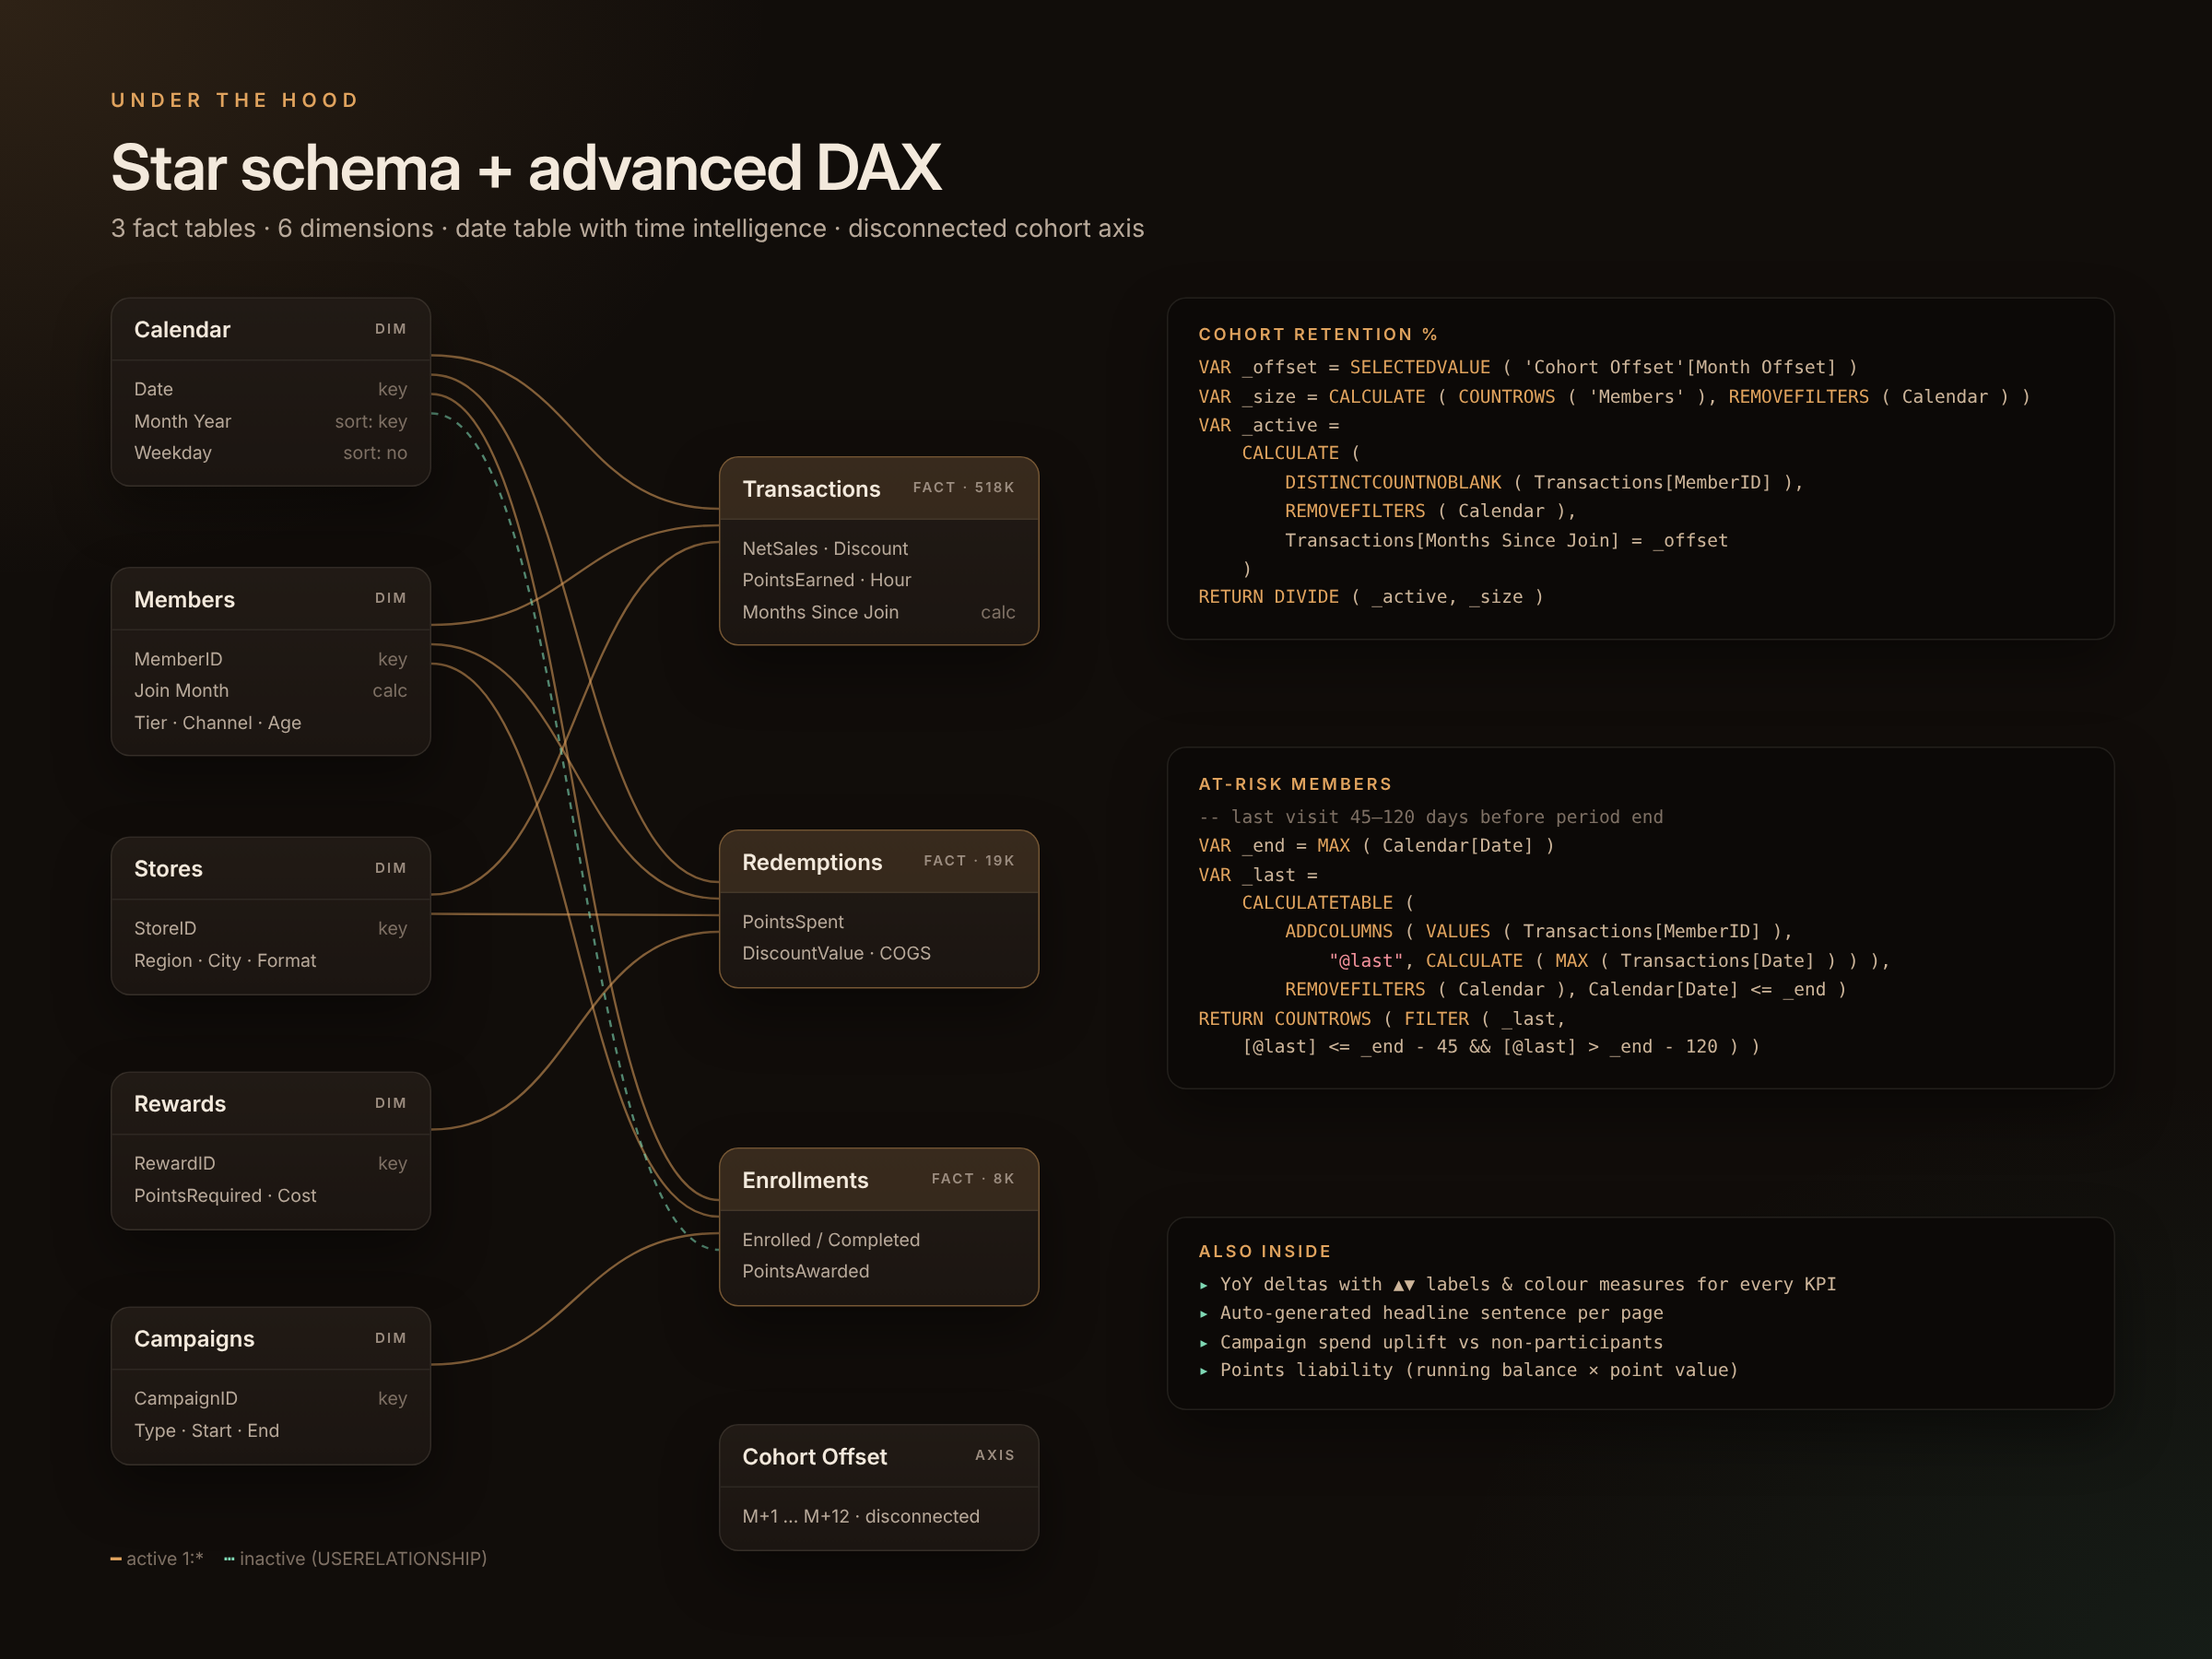 UNDER THE HOOD
Star schema + advanced DAX
3 fact tables · 6 dimensions · date table with time intelligence · disconnected cohort axis
Calendar DIM
Date key
Month Year sort: key
Weekday sort: no
Members DIM
MemberID key
Join Month calc
Tier · Channel · Age
Stores DIM
StoreID key
Region · City · Format
Rewards DIM
RewardID key
PointsRequired · Cost
Campaigns DIM
CampaignID key
Type · Start · End
Transactions FACT · 518K
NetSales · Discount
PointsEarned · Hour
Months Since Join calc
Redemptions FACT · 19K
PointsSpent
DiscountValue · COGS
Enrollments FACT · 8K
Enrolled / Completed
PointsAwarded
Cohort Offset AXIS
M+1 … M+12 · disconnected
active 1:* inactive (USERELATIONSHIP)
COHORT RETENTION %
VAR _offset = SELECTEDVALUE ( 'Cohort Offset'[Month Offset] )
VAR _size = CALCULATE ( COUNTROWS ( 'Members' ), REMOVEFILTERS ( Calendar ) )
VAR _active =
    CALCULATE (
        DISTINCTCOUNTNOBLANK ( Transactions[MemberID] ),
        REMOVEFILTERS ( Calendar ),
        Transactions[Months Since Join] = _offset
    )
RETURN DIVIDE ( _active, _size )
AT-RISK MEMBERS
-- last visit 45–120 days before period end
VAR _end = MAX ( Calendar[Date] )
VAR _last =
    CALCULATETABLE (
        ADDCOLUMNS ( VALUES ( Transactions[MemberID] ),
            "@last", CALCULATE ( MAX ( Transactions[Date] ) ) ),
        REMOVEFILTERS ( Calendar ), Calendar[Date] <= _end )
RETURN COUNTROWS ( FILTER ( _last,
    [@last] <= _end - 45 && [@last] > _end - 120 ) )
ALSO INSIDE
▸ YoY deltas with ▲▼ labels & colour measures for every KPI
▸ Auto-generated headline sentence per page
▸ Campaign spend uplift vs non-participants
▸ Points liability (running balance × point value)